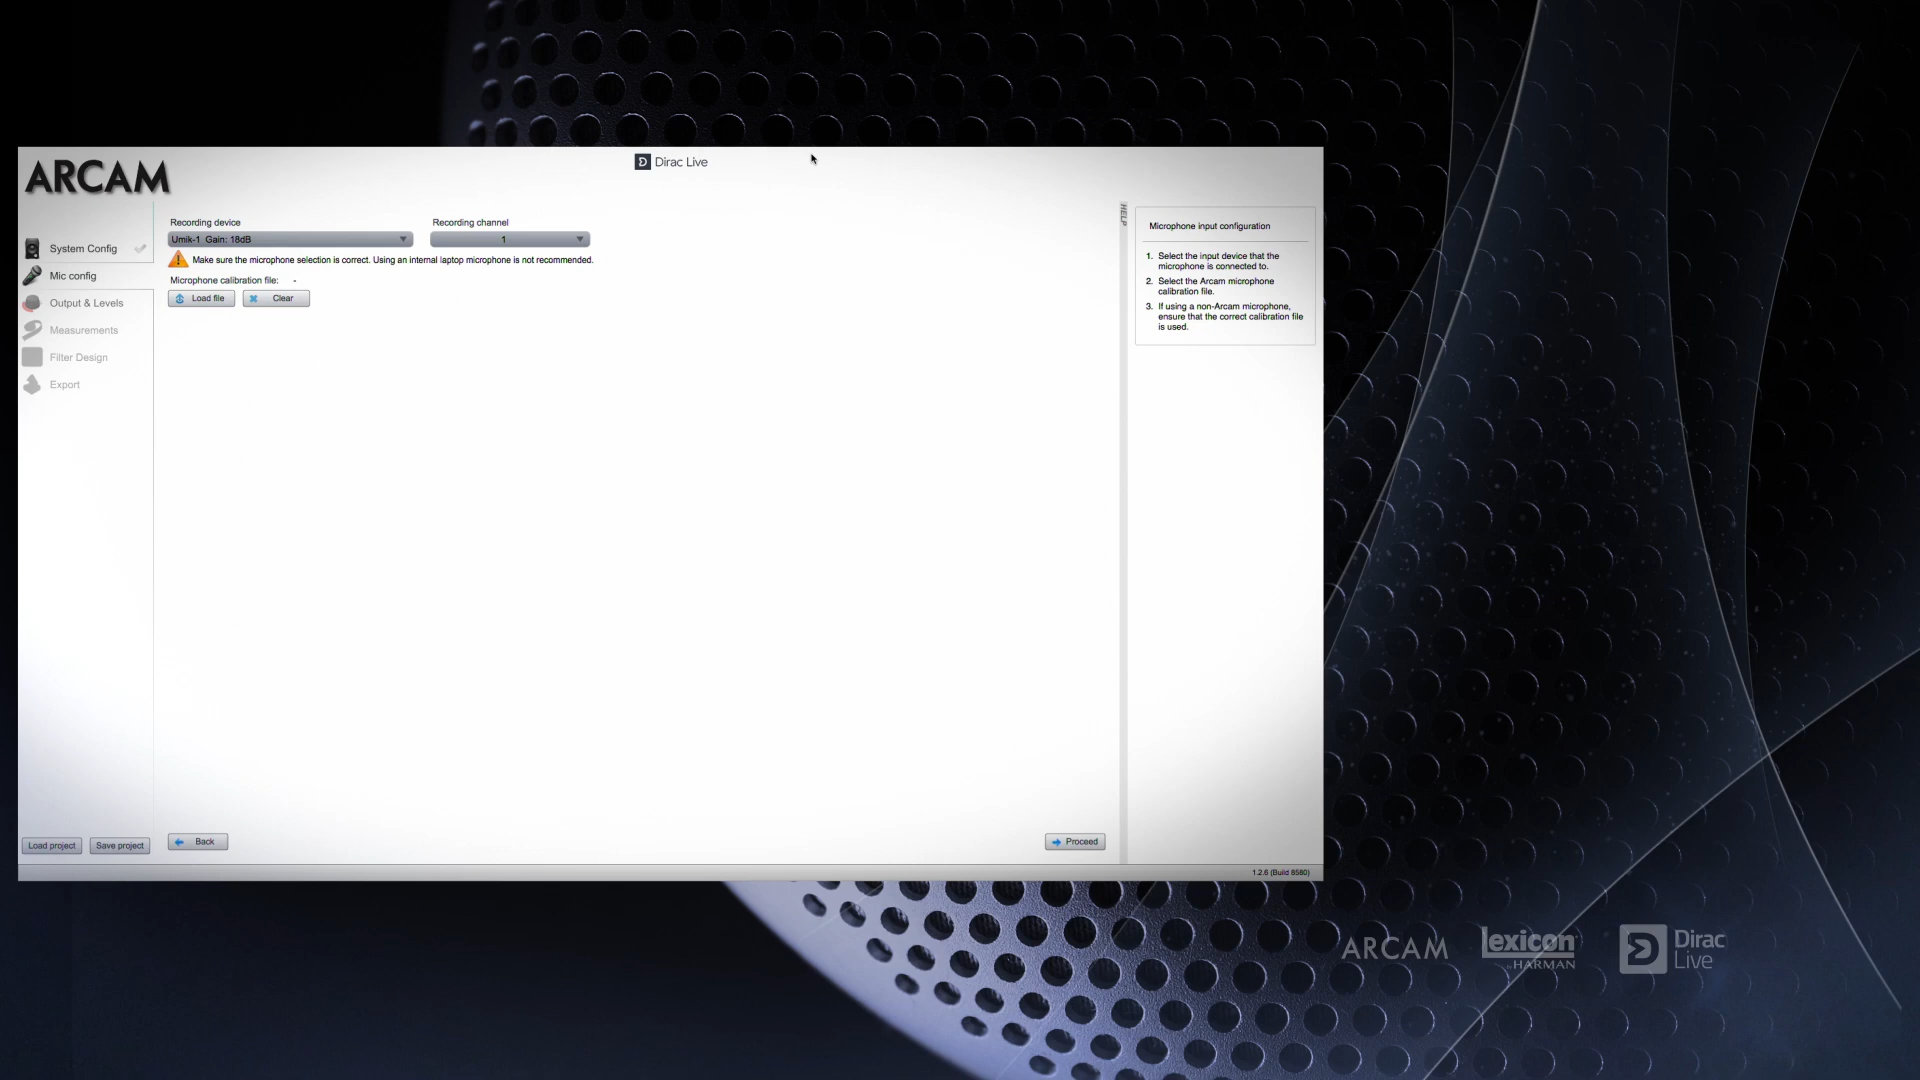 ARCAM
Dirac Live
Recording device
Recording channel
Umik-1 Gain: 18dB
1
Make sure the microphone selection is correct. Using an internal laptop microphone is not recommended.
Microphone calibration file: -
Load file
Clear
System Config
Mic config
Output & Levels
Measurements
Filter Design
Export
HELP
Microphone input configuration
1. Select the input device that the
microphone is connected to.
2. Select the Arcam microphone
calibration file.
3. If using a non-Arcam microphone,
ensure that the correct calibration file
is used.
Load project
Save project
Back
Proceed
1.2.6 (Build 8580)
ARCAM
lexicon
by HARMAN
Dirac
Live